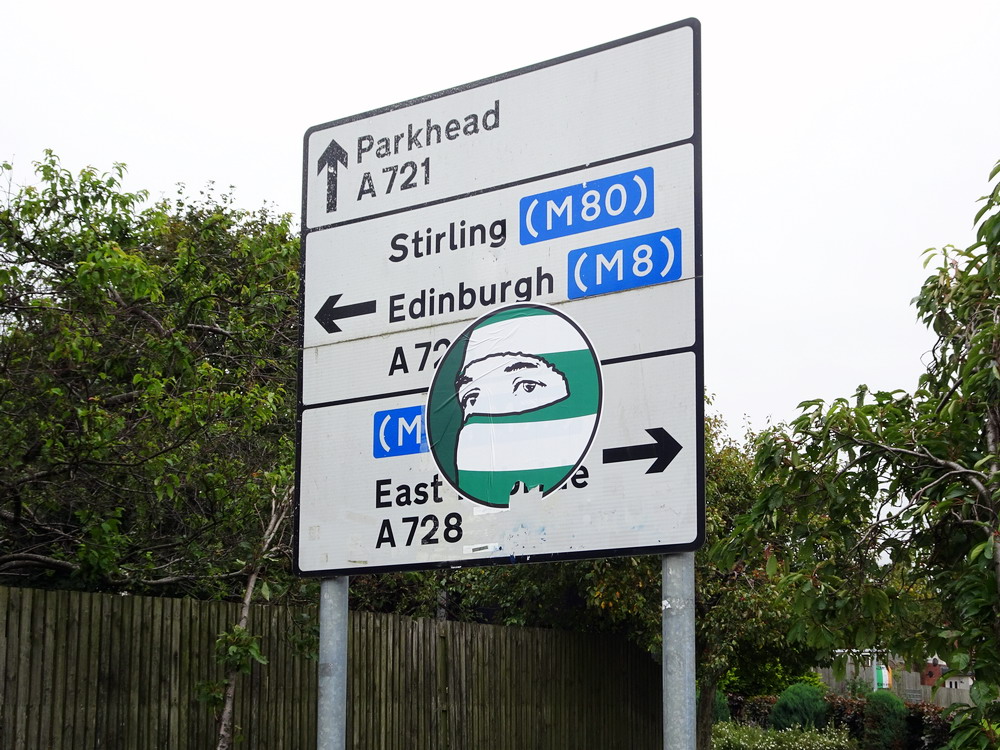 Parkhead
A721
Stirling (M80)
Edinburgh (M8)
A72
(M
East
A728